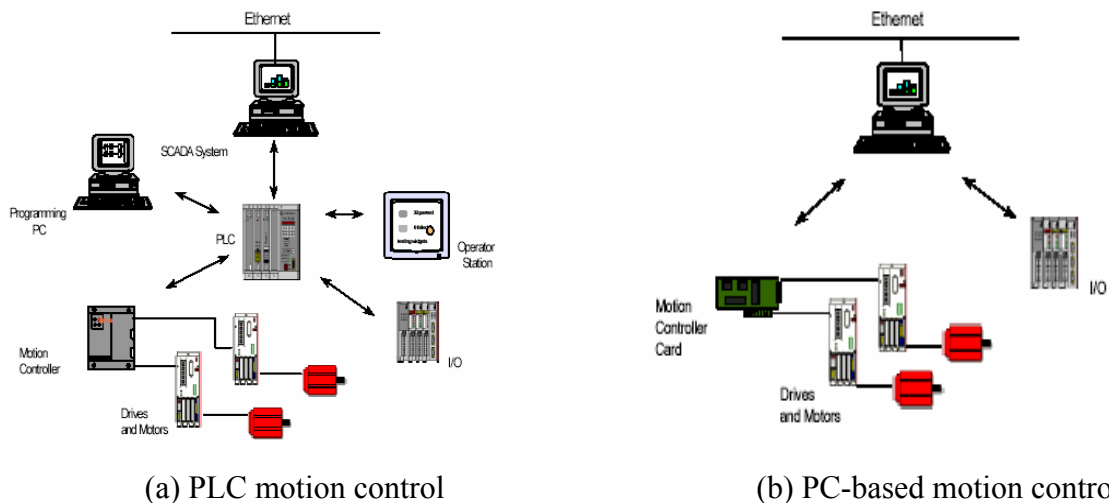 Ethernet
SCADA System
Programming
PC
PLC
Operator
Station
Motion
Controller
I/O
Drives
and Motors
(a) PLC motion control
Ethernet
I/O
Motion
Controller
Card
Drives
and Motors
(b) PC-based motion contro